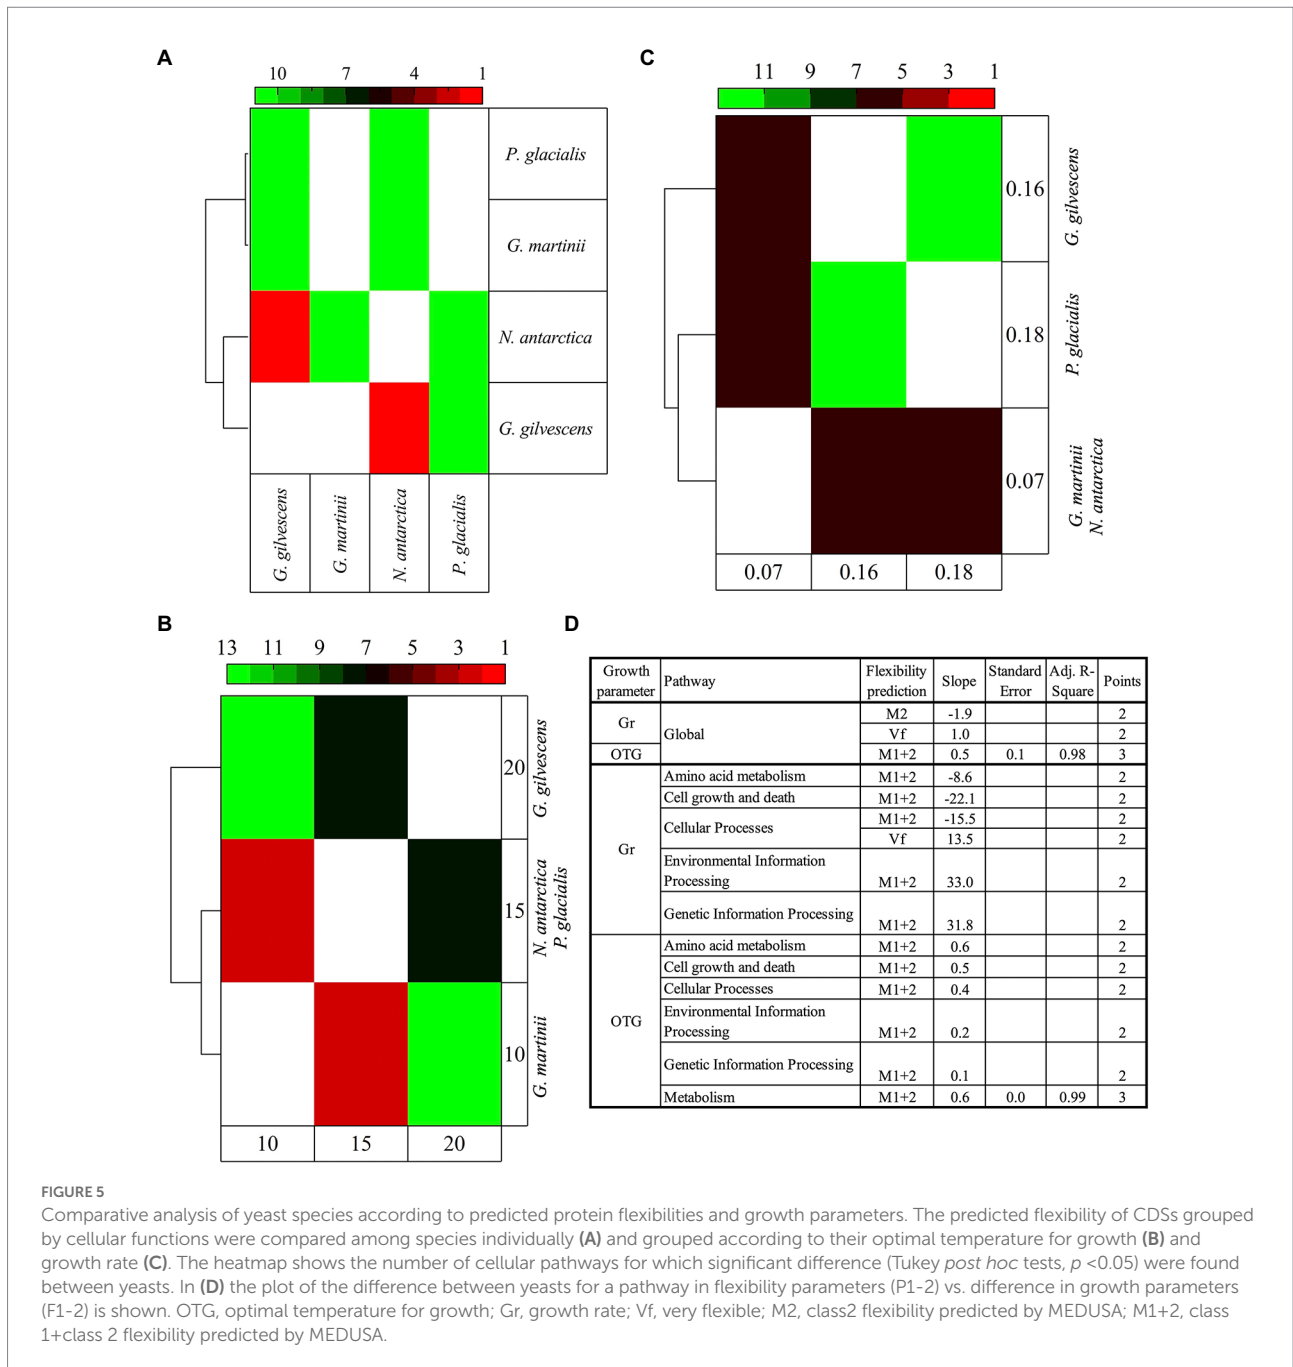 A
10 7 4 1
P. glacialis
G. martinii
N. antarctica
G. gilvescens
G. gilvescens
G. martinii
N. antarctica
P. glacialis
C
11 9 7 5 3 1
0.16
G. gilvescens
0.18
P. glacialis
0.07
G. martinii
N. antarctica
0.07 0.16 0.18
B
13 11 9 7 5 3 1
20
G. gilvescens
15
N. antarctica
P. glacialis
10
G. martinii
10 15 20
D
Growth parameter Pathway Flexibility prediction Slope Standard Error Adj. R-Square Points
Gr Global M2 -1.9 2
Vf 1.0 2
OTG M1+2 0.5 0.1 0.98 3
Gr Amino acid metabolism M1+2 -8.6 2
Cell growth and death M1+2 -22.1 2
Cellular Processes M1+2 -15.5 2
Vf 13.5 2
Environmental Information Processing M1+2 33.0 2
Genetic Information Processing M1+2 31.8 2
OTG Amino acid metabolism M1+2 0.6 2
Cell growth and death M1+2 0.5 2
Cellular Processes M1+2 0.4 2
Environmental Information Processing M1+2 0.2 2
Genetic Information Processing M1+2 0.1 2
Metabolism M1+2 0.6 0.0 0.99 3
FIGURE 5
Comparative analysis of yeast species according to predicted protein flexibilities and growth parameters. The predicted flexibility of CDSs grouped
by cellular functions were compared among species individually (A) and grouped according to their optimal temperature for growth (B) and
growth rate (C). The heatmap shows the number of cellular pathways for which significant difference (Tukey post hoc tests, p <0.05) were found
between yeasts. In (D) the plot of the difference between yeasts for a pathway in flexibility parameters (P1-2) vs. difference in growth parameters
(F1-2) is shown. OTG, optimal temperature for growth; Gr, growth rate; Vf, very flexible; M2, class2 flexibility predicted by MEDUSA; M1+2, class
1+class 2 flexibility predicted by MEDUSA.